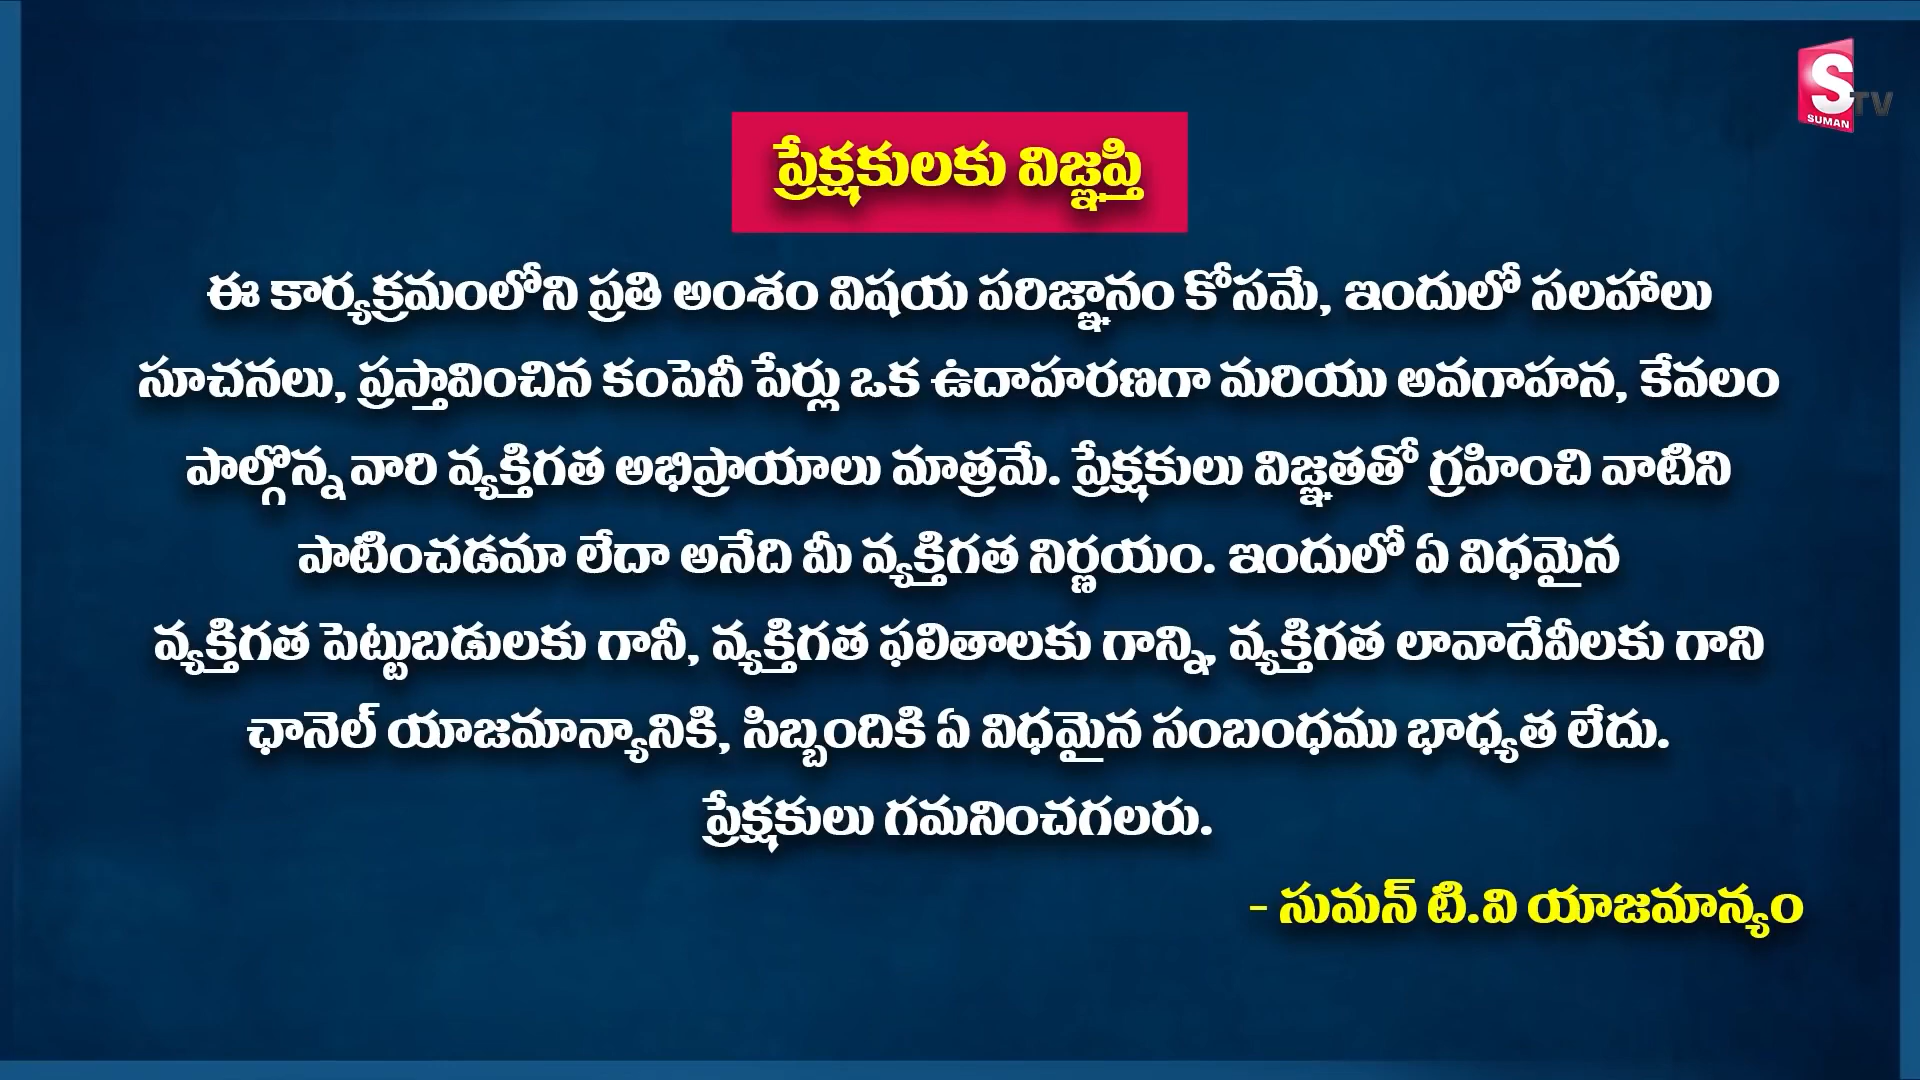 S
TV
SUMAN
ప్రేక్షకులకు విజ్ఞప్తి
ఈ కార్యక్రమంలోని ప్రతి అంశం విషయ పరిజ్ఞానం కోసమే, ఇందులో సలహాలు
సూచనలు, ప్రస్తావించిన కంపెనీ పేర్లు ఒక ఉదాహరణగా మరియు అవగాహన, కేవలం
పాల్గొన్న వారి వ్యక్తిగత అభిప్రాయాలు మాత్రమే. ప్రేక్షకులు విజ్ఞతతో గ్రహించి వాటిని
పాటించడమా లేదా అనేది మీ వ్యక్తిగత నిర్ణయం. ఇందులో ఏ విధమైన
వ్యక్తిగత పెట్టుబడులకు గానీ, వ్యక్తిగత ఫలితాలకు గాన్ని, వ్యక్తిగత లావాదేవీలకు గాని
ఛానెల్ యాజమాన్యానికి, సిబ్బందికి ఏ విధమైన సంబంధము భాధ్యత లేదు.
ప్రేక్షకులు గమనించగలరు.
- సుమన్ టి.వి యాజమాన్యం